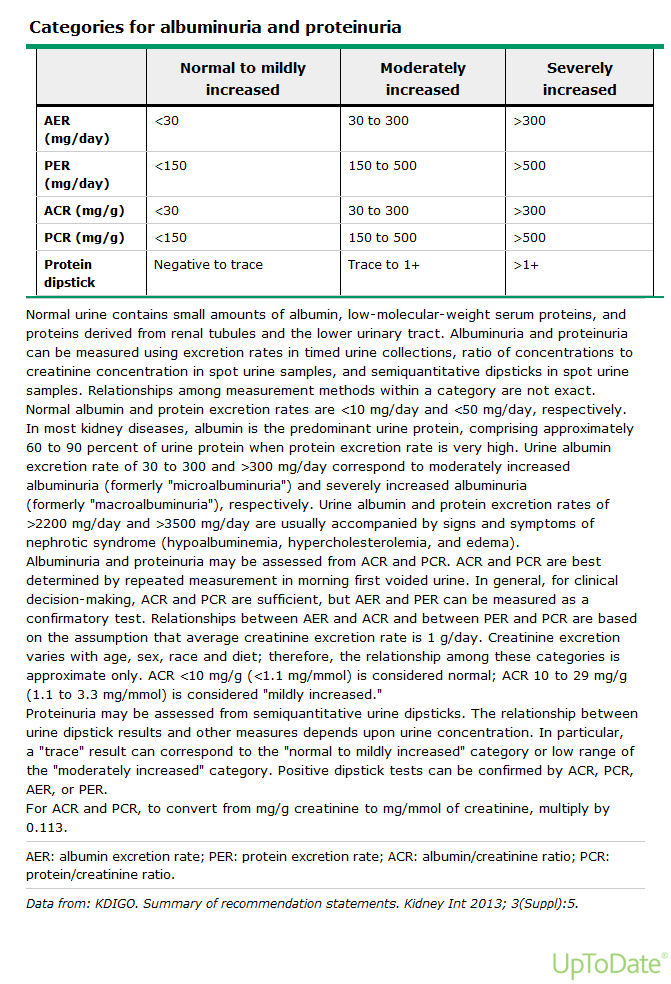 Categories for albuminuria and proteinuria
Normal to mildly increased Moderately increased Severely increased
AER (mg/day) <30 30 to 300 >300
PER (mg/day) <150 150 to 500 >500
ACR (mg/g) <30 30 to 300 >300
PCR (mg/g) <150 150 to 500 >500
Protein dipstick Negative to trace Trace to 1+ >1+
Normal urine contains small amounts of albumin, low-molecular-weight serum proteins, and
proteins derived from renal tubules and the lower urinary tract. Albuminuria and proteinuria
can be measured using excretion rates in timed urine collections, ratio of concentrations to
creatinine concentration in spot urine samples, and semiquantitative dipsticks in spot urine
samples. Relationships among measurement methods within a category are not exact.
Normal albumin and protein excretion rates are <10 mg/day and <50 mg/day, respectively.
In most kidney diseases, albumin is the predominant urine protein, comprising approximately
60 to 90 percent of urine protein when protein excretion rate is very high. Urine albumin
excretion rate of 30 to 300 and >300 mg/day correspond to moderately increased
albuminuria (formerly "microalbuminuria") and severely increased albuminuria
(formerly "macroalbuminuria"), respectively. Urine albumin and protein excretion rates of
>2200 mg/day and >3500 mg/day are usually accompanied by signs and symptoms of
nephrotic syndrome (hypoalbuminemia, hypercholesterolemia, and edema).
Albuminuria and proteinuria may be assessed from ACR and PCR. ACR and PCR are best
determined by repeated measurement in morning first voided urine. In general, for clinical
decision-making, ACR and PCR are sufficient, but AER and PER can be measured as a
confirmatory test. Relationships between AER and ACR and between PER and PCR are based
on the assumption that average creatinine excretion rate is 1 g/day. Creatinine excretion
varies with age, sex, race and diet; therefore, the relationship among these categories is
approximate only. ACR <10 mg/g (<1.1 mg/mmol) is considered normal; ACR 10 to 29 mg/g
(1.1 to 3.3 mg/mmol) is considered "mildly increased."
Proteinuria may be assessed from semiquantitative urine dipsticks. The relationship between
urine dipstick results and other measures depends upon urine concentration. In particular,
a "trace" result can correspond to the "normal to mildly increased" category or low range of
the "moderately increased" category. Positive dipstick tests can be confirmed by ACR, PCR,
AER, or PER.
For ACR and PCR, to convert from mg/g creatinine to mg/mmol of creatinine, multiply by
0.113.
AER: albumin excretion rate; PER: protein excretion rate; ACR: albumin/creatinine ratio; PCR:
protein/creatinine ratio.
Data from: KDIGO. Summary of recommendation statements. Kidney Int 2013; 3(Suppl):5.
UpToDate®